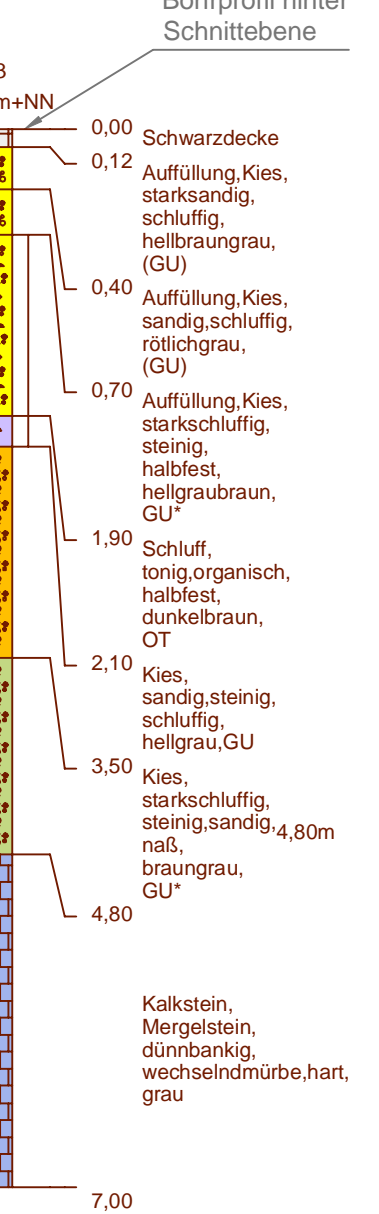 Bohrprofil hinter
Schnittebene
3
m+NN
0,00
Schwarzdecke
0,12
Auffüllung,Kies,
starksandig,
schluffig,
hellbraungrau,
(GU)
0,40
Auffüllung,Kies,
sandig,schluffig,
rötlichgrau,
(GU)
0,70
Auffüllung,Kies,
starkschluffig,
steinig,
halbfest,
hellgraubraun,
GU*
1,90
Schluff,
tonig,organisch,
halbfest,
dunkelbraun,
OT
2,10
Kies,
sandig,steinig,
schluffig,
hellgrau,GU
3,50
Kies,
starkschluffig,
steinig,sandig,
4,80m
naß,
braungrau,
GU*
4,80
Kalkstein,
Mergelstein,
dünnbankig,
wechselndmürbe,hart,
grau
7,00